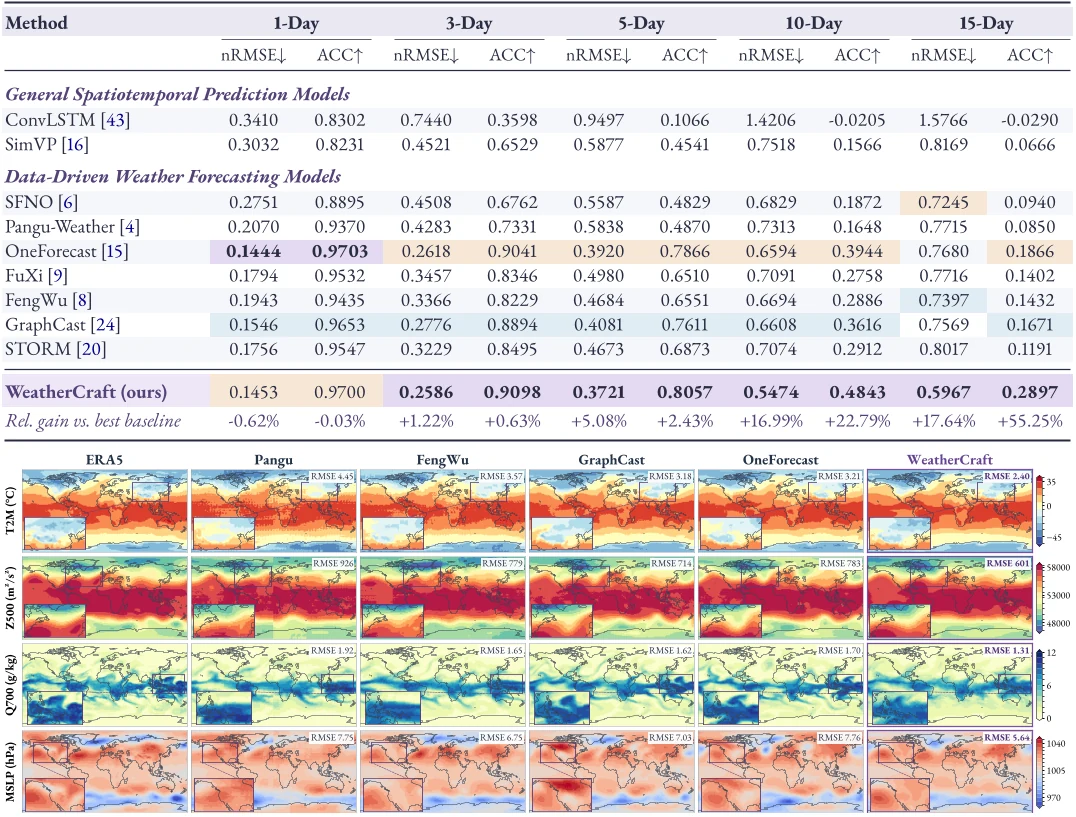 Method 1-Day 3-Day 5-Day 10-Day 15-Day
nRMSE↓ ACC↑ nRMSE↓ ACC↑ nRMSE↓ ACC↑ nRMSE↓ ACC↑ nRMSE↓ ACC↑
General Spatiotemporal Prediction Models
ConvLSTM [43] 0.3410 0.8302 0.7440 0.3598 0.9497 0.1066 1.4206 -0.0205 1.5766 -0.0290
SimVP [16] 0.3032 0.8231 0.4521 0.6529 0.5877 0.4541 0.7518 0.1566 0.8169 0.0666
Data-Driven Weather Forecasting Models
SFNO [6] 0.2751 0.8895 0.4508 0.6762 0.5587 0.4829 0.6829 0.1872 0.7245 0.0940
Pangu-Weather [4] 0.2070 0.9370 0.4283 0.7331 0.5838 0.4870 0.7313 0.1648 0.7715 0.0850
OneForecast [15] 0.1444 0.9703 0.2618 0.9041 0.3920 0.7866 0.6594 0.3944 0.7680 0.1866
FuXi [9] 0.1794 0.9532 0.3457 0.8346 0.4980 0.6510 0.7091 0.2758 0.7716 0.1402
FengWu [8] 0.1943 0.9435 0.3366 0.8229 0.4684 0.6551 0.6694 0.2886 0.7397 0.1432
GraphCast [24] 0.1546 0.9653 0.2776 0.8894 0.4081 0.7611 0.6608 0.3616 0.7569 0.1671
STORM [20] 0.1756 0.9547 0.3229 0.8495 0.4673 0.6873 0.7074 0.2912 0.8017 0.1191
WeatherCraft (ours) 0.1453 0.9700 0.2586 0.9098 0.3721 0.8057 0.5474 0.4843 0.5967 0.2897
Rel. gain vs. best baseline -0.62% -0.03% +1.22% +0.63% +5.08% +2.43% +16.99% +22.79% +17.64% +55.25%
ERA5 Pangu FengWu GraphCast OneForecast WeatherCraft
T2M (°C) RMSE 4.45 RMSE 3.57 RMSE 3.18 RMSE 3.21 RMSE 2.40
35
0
−45
Z500 (m²/s²) RMSE 926 RMSE 779 RMSE 714 RMSE 783 RMSE 601
58000
53000
48000
Q700 (g/kg) RMSE 1.92 RMSE 1.65 RMSE 1.62 RMSE 1.70 RMSE 1.31
12
6
0
MSLP (hPa) RMSE 7.75 RMSE 6.75 RMSE 7.03 RMSE 7.76 RMSE 5.64
1040
1005
970